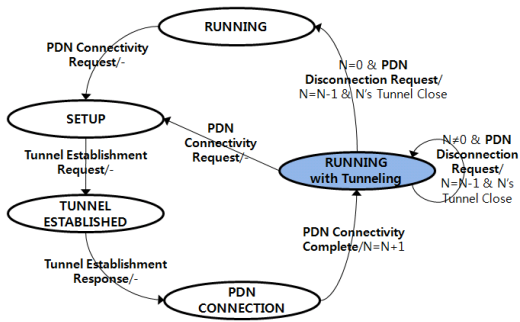 RUNNING
PDN Connectivity
Request/-
N=0 & PDN
Disconnection Request/
N=N-1 & N's Tunnel Close
SETUP
PDN
Connectivity
Request/-
N≠0 & PDN
Disconnection
Request/
N=N-1 & N's
Tunnel Close
Tunnel Establishment
Request/-
RUNNING
with Tunneling
TUNNEL
ESTABLISHED
PDN Connectivity
Complete/N=N+1
Tunnel Establishment
Response/-
PDN
CONNECTION